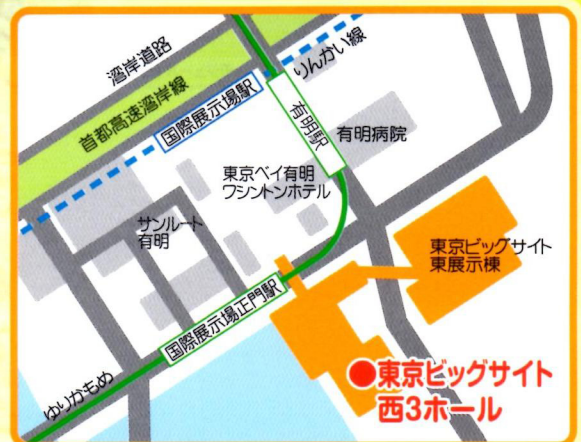 湾岸道路
りんかい線
首都高速湾岸線
国際展示場駅
有明駅
有明病院
東京ベイ有明
ワシントンホテル
サンルート
有明
東京ビッグサイト
東展示棟
国際展示場正門駅
ゆりかもめ
●東京ビッグサイト
西3ホール